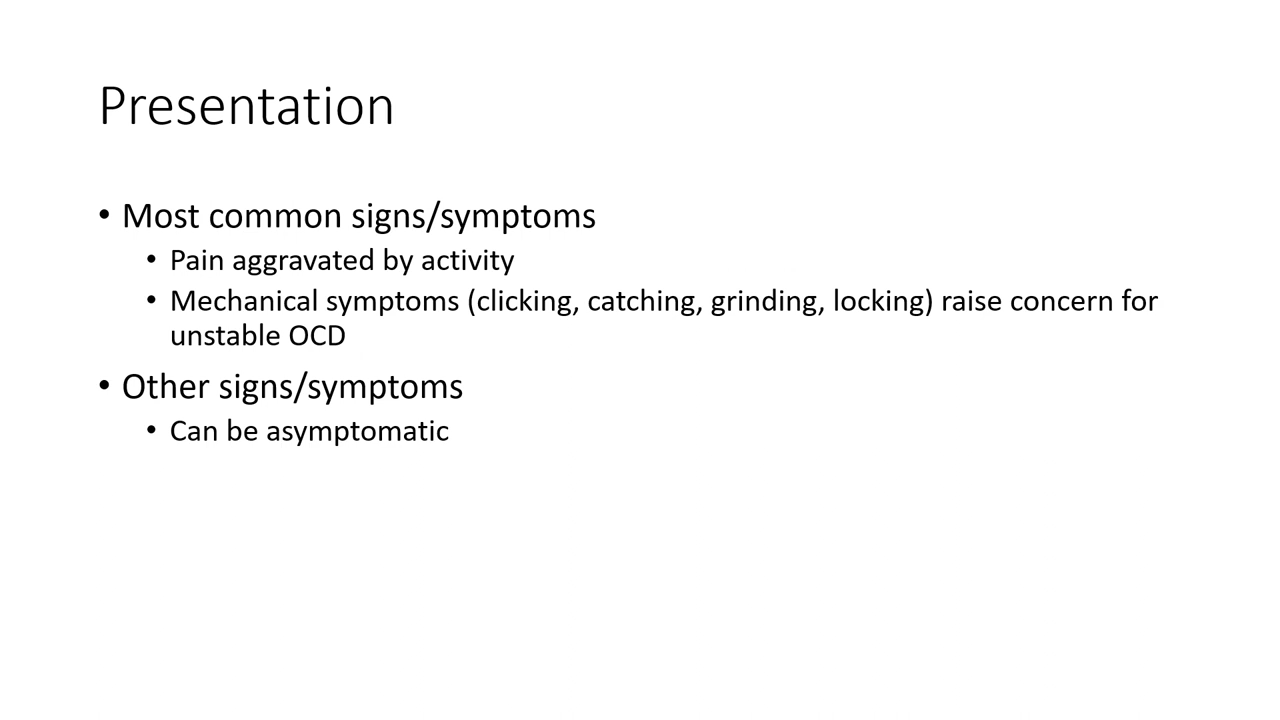 Presentation
• Most common signs/symptoms
• Pain aggravated by activity
• Mechanical symptoms (clicking, catching, grinding, locking) raise concern for
unstable OCD
• Other signs/symptoms
• Can be asymptomatic